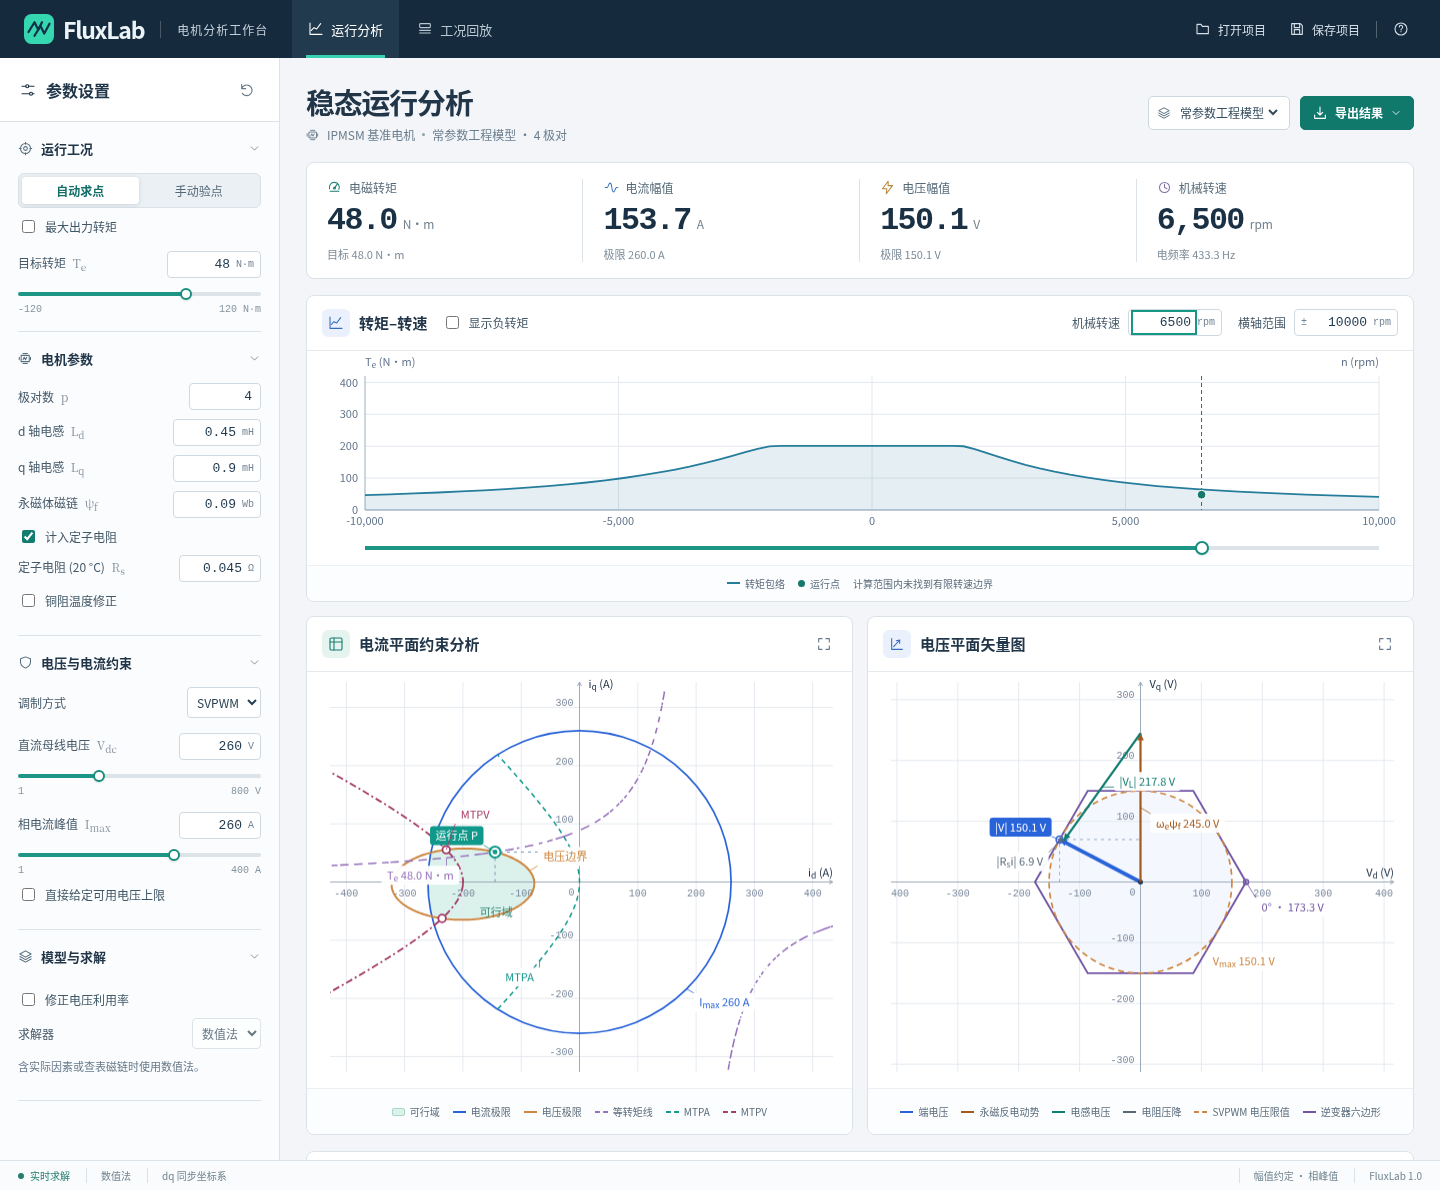 FluxLab
电机分析工作台
运行分析
工况回放
打开项目
保存项目
参数设置
运行工况
自动求点
手动验点
最大出力转矩
目标转矩 Te
48 N·m
-120
120 N·m
电机参数
极对数 p
4
d 轴电感 Ld
0.45 mH
q 轴电感 Lq
0.9 mH
永磁体磁链 ψf
0.09 Wb
计入定子电阻
定子电阻 (20 °C) Rs
0.045 Ω
铜阻温度修正
电压与电流约束
调制方式
SVPWM
直流母线电压 Vdc
260 V
1
800 V
相电流峰值 Imax
260 A
1
400 A
直接给定可用电压上限
模型与求解
修正电压利用率
求解器
数值法
含实际因素或查表磁链时使用数值法。
稳态运行分析
IPMSM 基准电机 · 常参数工程模型 · 4 极对
常参数工程模型
导出结果
电磁转矩
48.0 N·m
目标 48.0 N·m
电流幅值
153.7 A
极限 260.0 A
电压幅值
150.1 V
极限 150.1 V
机械转速
6,500 rpm
电频率 433.3 Hz
转矩–转速
显示负转矩
机械转速
6500 rpm
横轴范围
± 10000 rpm
Te (N·m)
n (rpm)
400
300
200
100
0
-10,000
-5,000
0
5,000
10,000
转矩包络
运行点
计算范围内未找到有限转速边界
电流平面约束分析
iq (A)
300
200
MTPV
100
运行点 P
电压边界
id (A)
Te 48.0 N·m
-400
-300
-200
-100
0
100
200
300
400
可行域
-100
MTPA
-200
Imax 260 A
-300
可行域
电流极限
电压极限
等转矩线
MTPA
MTPV
电压平面矢量图
Vq (V)
300
200
|VL| 217.8 V
100
|V| 150.1 V
ωeψf 245.0 V
|Rsi| 6.9 V
Vd (V)
400
-300
-200
-100
0
100
200
300
400
0° · 173.3 V
-100
Vmax 150.1 V
-200
-300
端电压
永磁反电动势
电感电压
电阻压降
SVPWM 电压限值
逆变器六边形
实时求解
数值法
dq 同步坐标系
幅值约定 · 相峰值
FluxLab 1.0